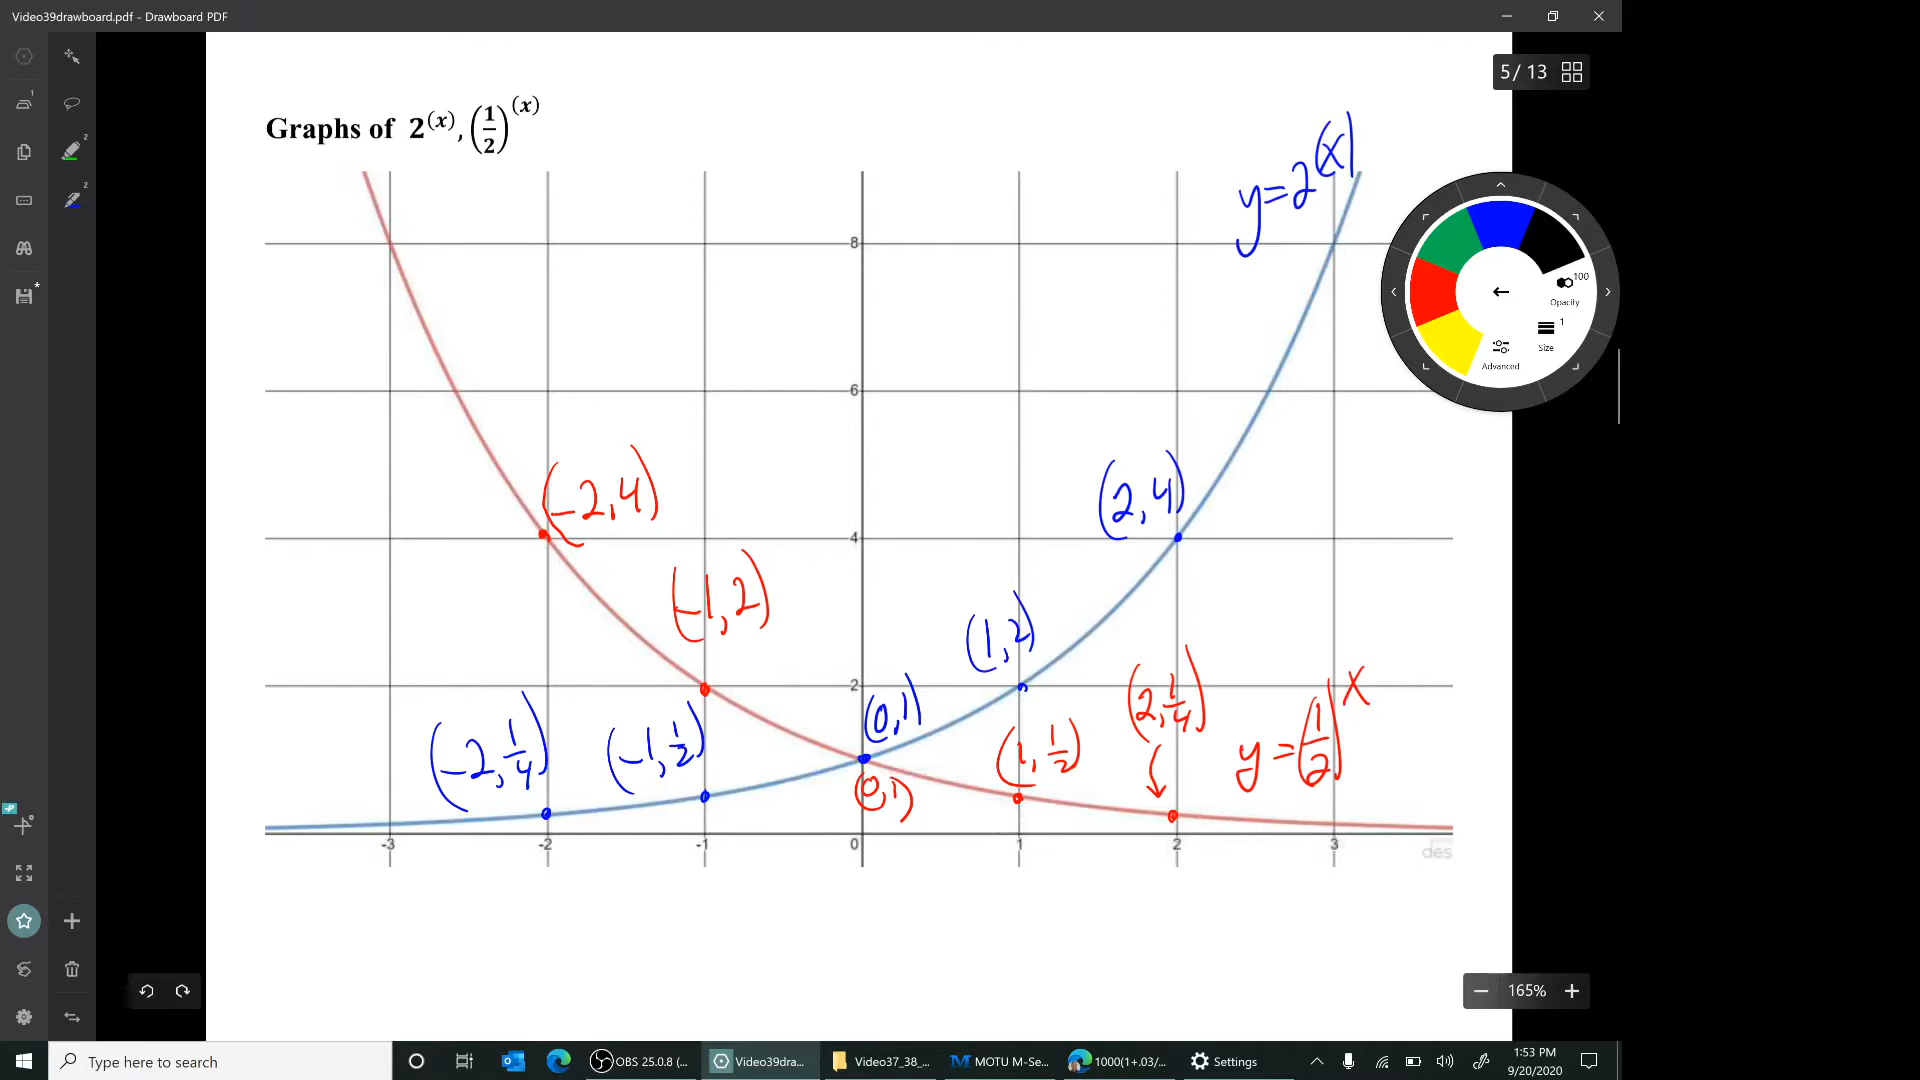 Video39drawboard.pdf - Drawboard PDF
5 / 13
Graphs of 2^(x), (1/2)^(x)
y=2^(x)
8
100
Opacity
1
Size
Advanced
6
(-2,4)
(2,4)
4
(-1,2)
(1,2)
2
(0,1)
(2,1/4)
(-2,1/4)
(-1,1/2)
(1,1/2)
y=(1/2)^x
(0,1)
-3 -2 -1 0 1 2 3
des
1
2
2
165%
Type here to search
OBS 25.0.8 (...
Video39dra...
Video37_38_...
MOTU M-Se...
1000(1+.03/...
Settings
1:53 PM
9/20/2020